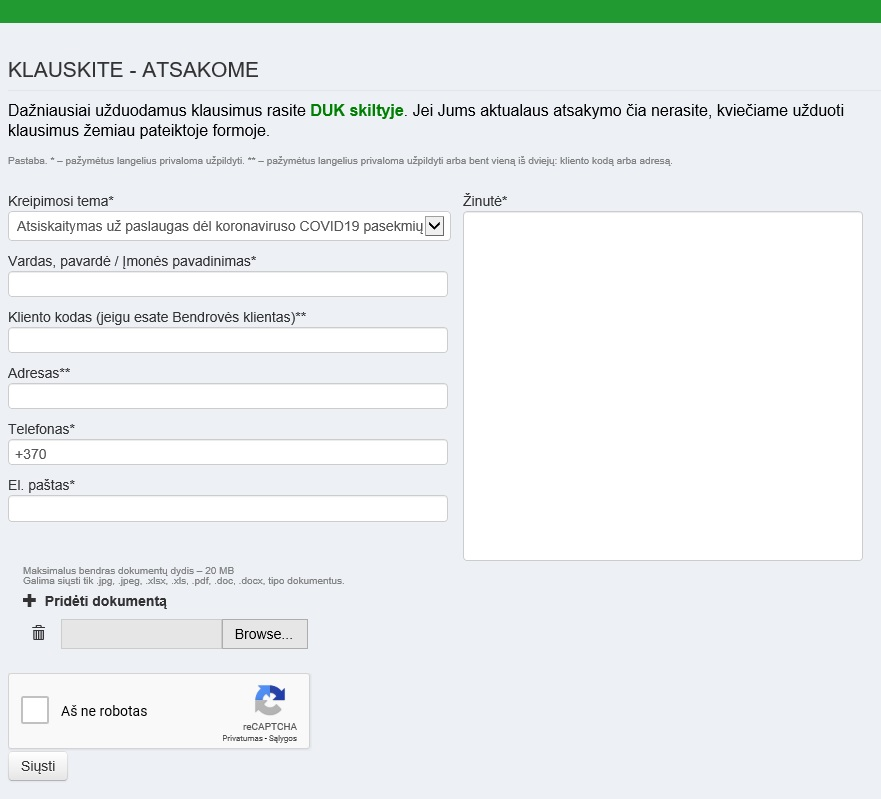 KLAUSKITE - ATSAKOME
Dažniausiai užduodamus klausimus rasite DUK skiltyje. Jei Jums aktualaus atsakymo čia nerasite, kviečiame užduoti
klausimus žemiau pateiktoje formoje.
Pastaba. * – pažymėtus langelius privaloma užpildyti. ** – pažymėtus langelius privaloma užpildyti arba bent vieną iš dviejų: kliento kodą arba adresą.
Kreipimosi tema*
Atsiskaitymas už paslaugas dėl koronaviruso COVID19 pasekmių
Vardas, pavardė / Įmonės pavadinimas*
Kliento kodas (jeigu esate Bendrovės klientas)**
Adresas**
Telefonas*
+370
El. paštas*
Žinutė*
Maksimalus bendras dokumentų dydis – 20 MB
Galima siųsti tik .jpg, .jpeg, .xlsx, .xls, .pdf, .doc, .docx, tipo dokumentus.
Pridėti dokumentą
Browse...
Aš ne robotas
reCAPTCHA
Privatumas - Sąlygos
Siųsti